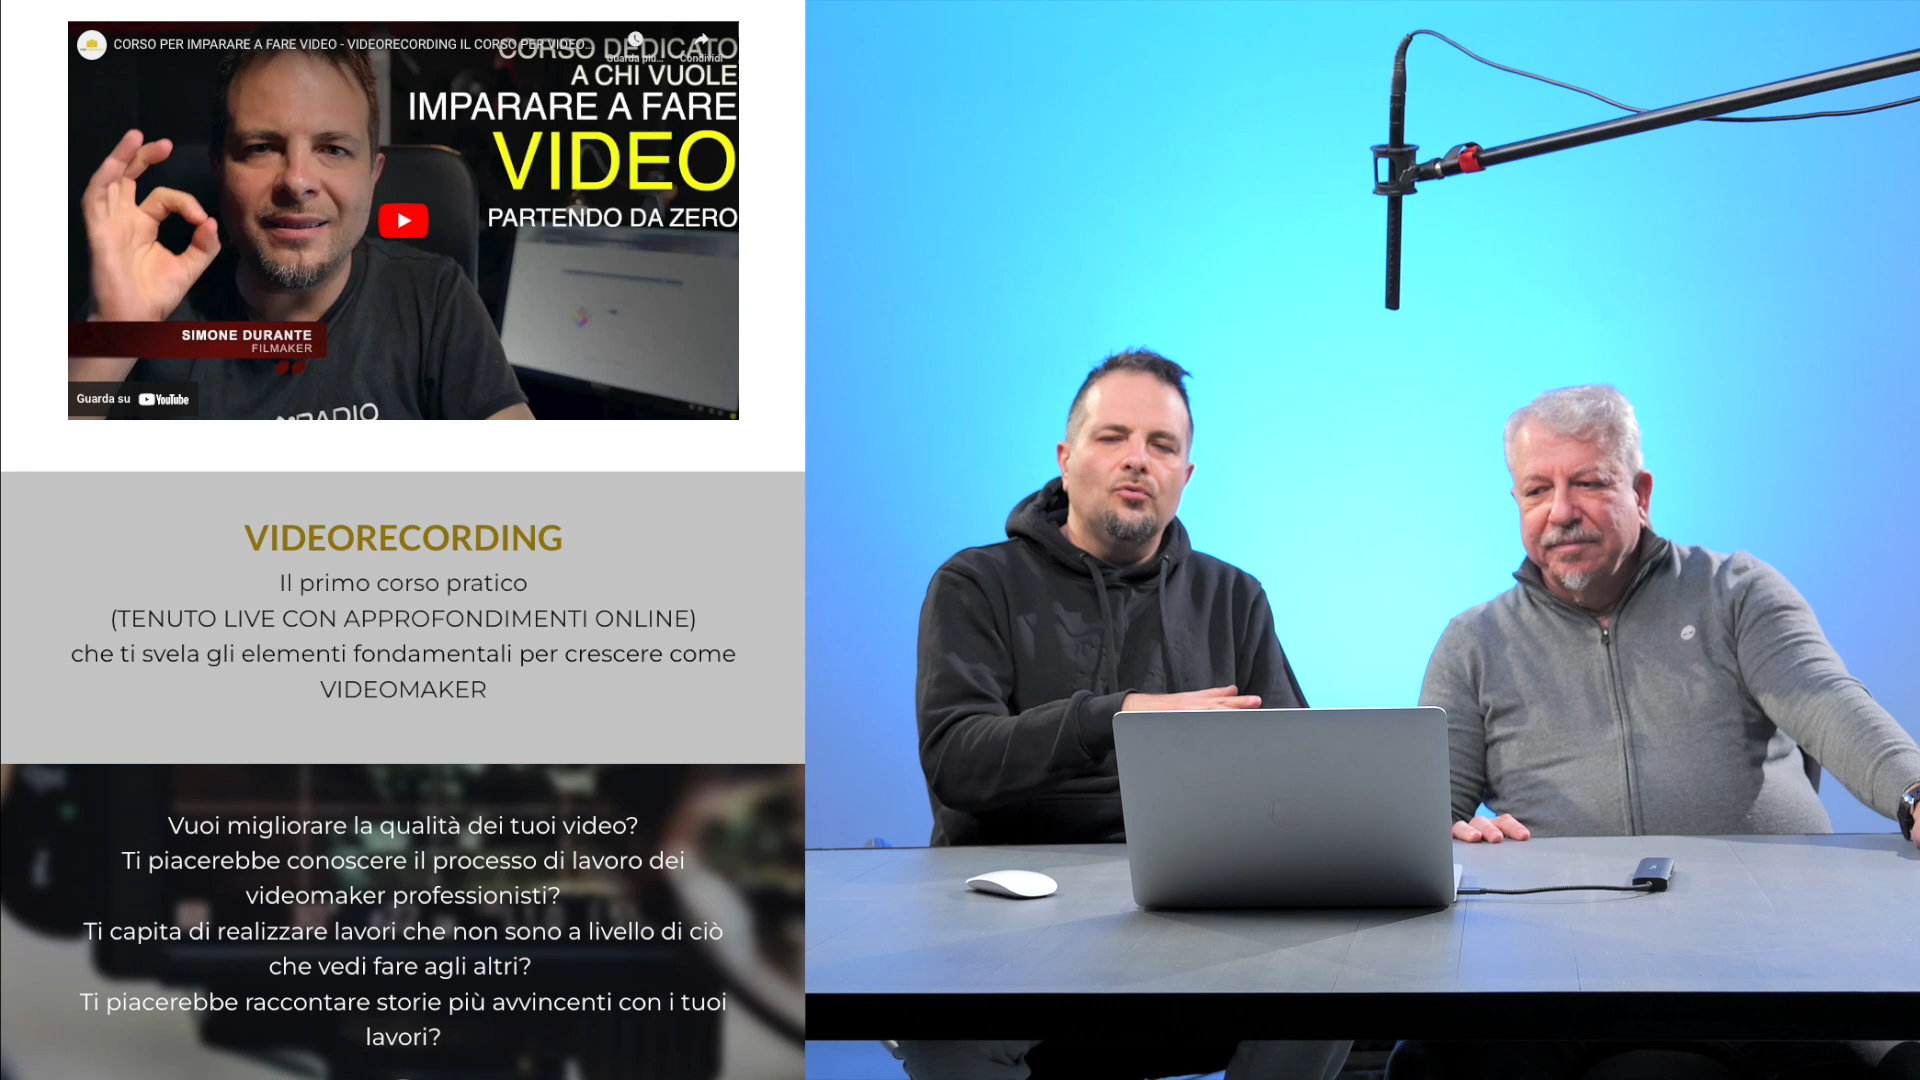 CORSO PER IMPARARE A FARE VIDEO - VIDEORECORDING IL CORSO PER VIDEO...
Guarda più...
Condividi
CORSO DEDICATO
A CHI VUOLE
IMPARARE A FARE
VIDEO
PARTENDO DA ZERO
SIMONE DURANTE
FILMAKER
RADIO
Guarda su YouTube
VIDEORECORDING
Il primo corso pratico
(TENUTO LIVE CON APPROFONDIMENTI ONLINE)
che ti svela gli elementi fondamentali per crescere come
VIDEOMAKER
Vuoi migliorare la qualità dei tuoi video?
Ti piacerebbe conoscere il processo di lavoro dei
videomaker professionisti?
Ti capita di realizzare lavori che non sono a livello di ciò
che vedi fare agli altri?
Ti piacerebbe raccontare storie più avvincenti con i tuoi
lavori?